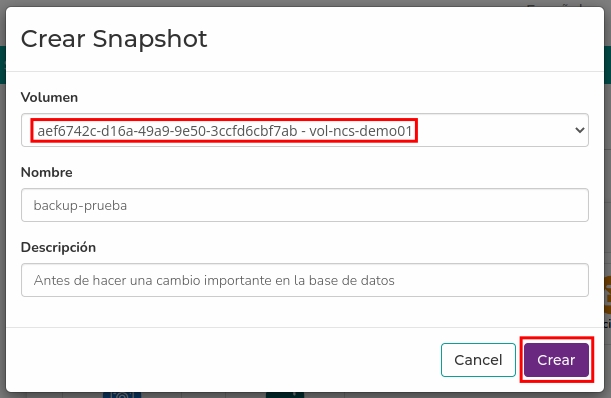 Crear Snapshot
Volumen
aef6742c-d16a-49a9-9e50-3ccfd6cbf7ab - vol-ncs-demo01
Nombre
backup-prueba
Descripción
Antes de hacer una cambio importante en la base de datos
Cancel
Crear